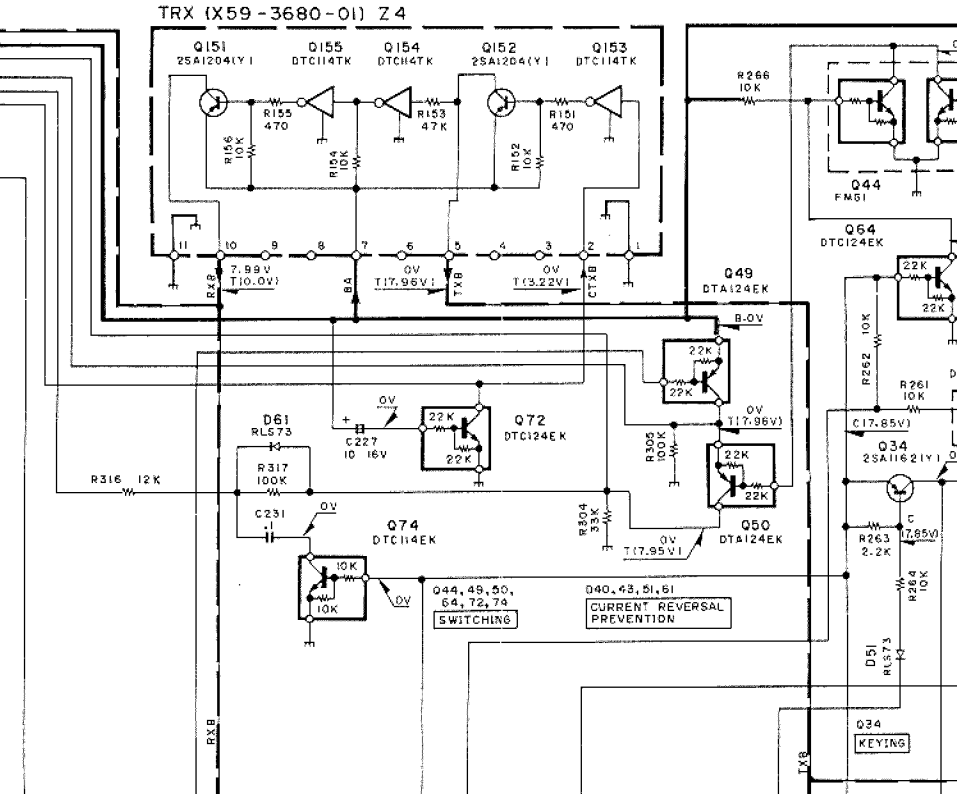 TRX (X59-3680-01) Z4
Q151
2SA1204(Y)
Q155
DTC114TK
Q154
DTC114TK
Q152
2SA1204(Y)
Q153
DTC114TK
R155
470
R153
47K
R151
470
R156
10K
R154
10K
R152
10K
11
10
9
8
7
6
5
4
3
2
1
RXB
7.99V
T(0.0V)
8A
0V
T(7.96V)
TXB
0V
T(3.22V)
CTXB
R266
10K
Q44
FMG1
Q64
DTC124EK
22K
22K
Q49
DTA124EK
8.0V
22K
22K
R262
10K
R261
10K
C(7.85V)
D61
RLS73
+
C227
10 16V
0V
22K
22K
Q72
DTC124EK
R305
100K
0V
T(7.96V)
22K
22K
Q34
2SA1162(Y)
R316 12K
R317
100K
C231
.1
0V
Q74
DTC114EK
10K
10K
0V
R304
33K
0V
T(7.95V)
Q50
DTA124EK
R263
2.2K
C
(7.85V)
R264
10K
Q44, 49, 50,
64, 72, 74
SWITCHING
D40, 43, 51, 61
CURRENT REVERSAL
PREVENTION
D51
RLS73
RXB
TXB
Q34
KEYING